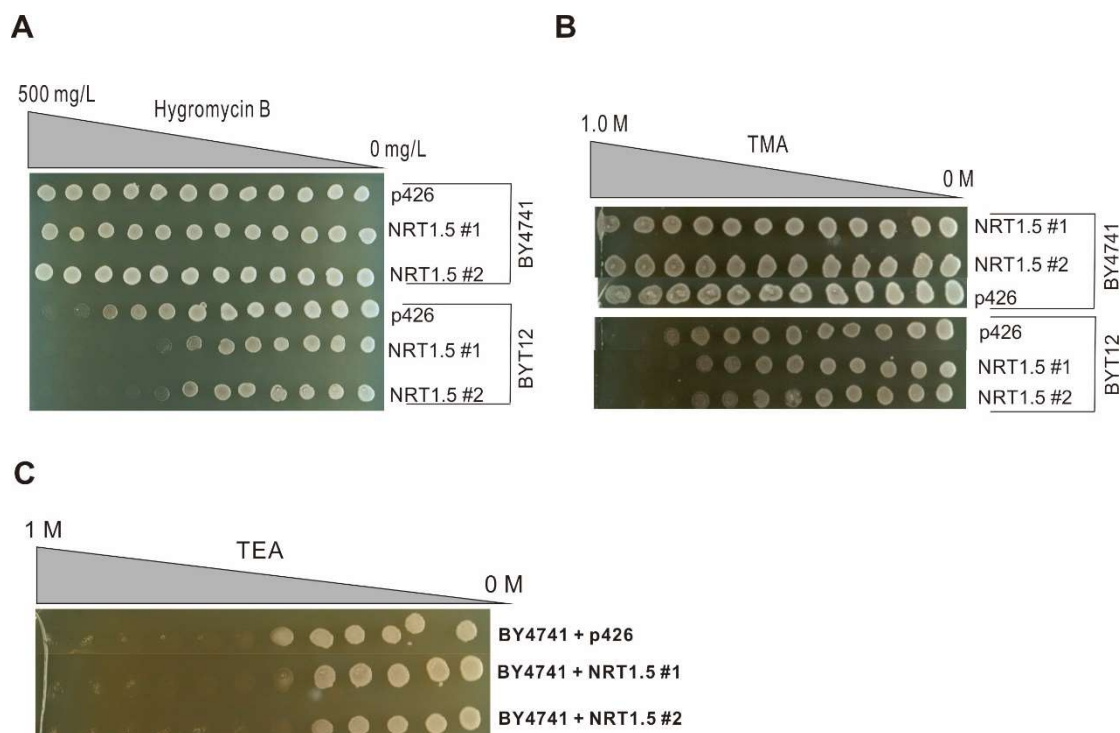 A
500 mg/L
Hygromycin B
0 mg/L
p426
NRT1.5 #1
NRT1.5 #2
BY4741
p426
NRT1.5 #1
NRT1.5 #2
BYT12
B
1.0 M
TMA
0 M
NRT1.5 #1
NRT1.5 #2
p426
BY4741
p426
NRT1.5 #1
NRT1.5 #2
BYT12
C
1 M
TEA
0 M
BY4741 + p426
BY4741 + NRT1.5 #1
BY4741 + NRT1.5 #2